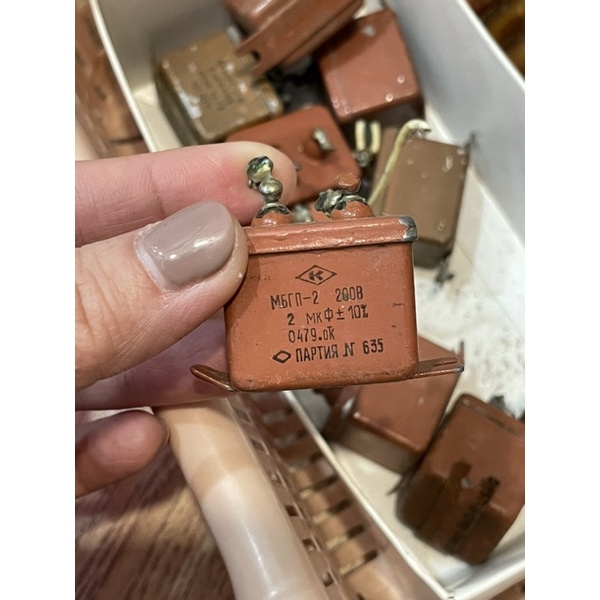 К
МБГП-2 200В
2 мкФ±10%
0479.ОК
ПАРТИЯ № 635